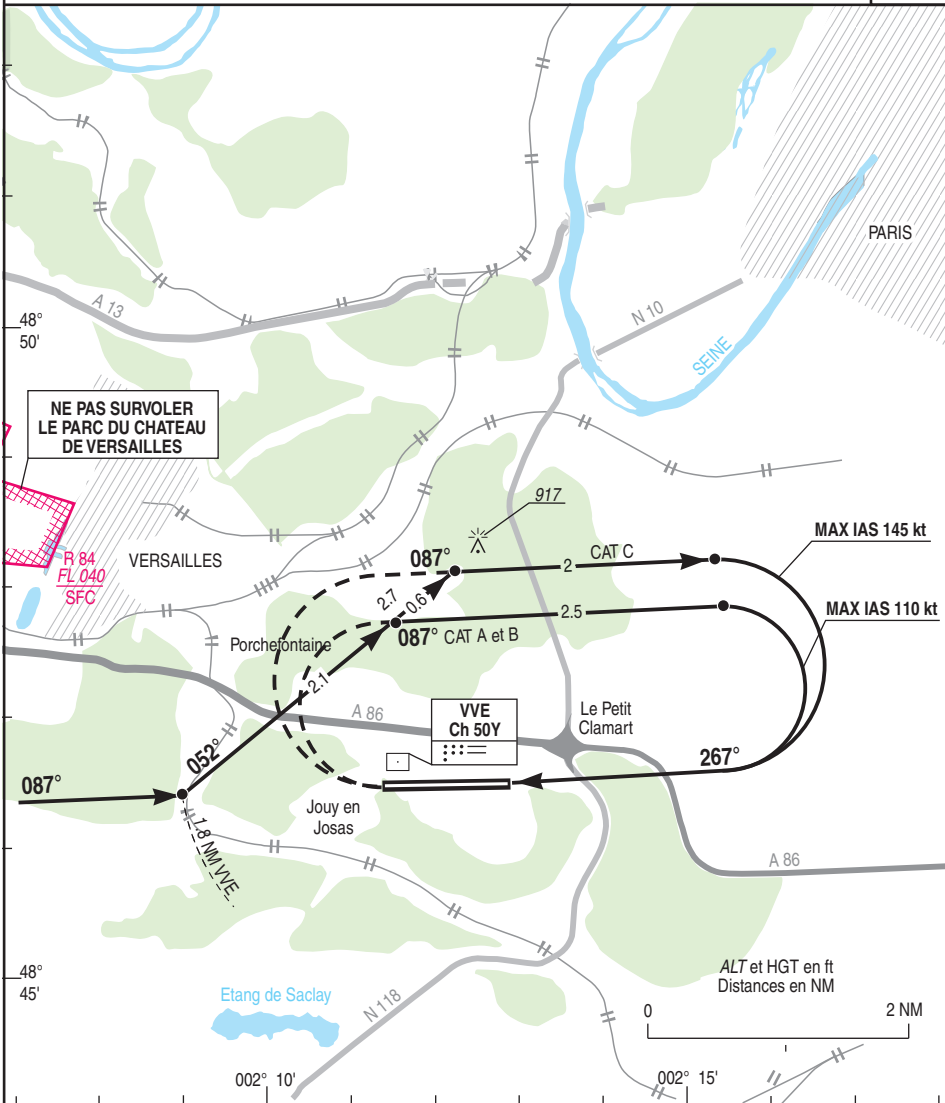 PARIS
A 13
48°
50'
N 10
SEINE
NE PAS SURVOLER
LE PARC DU CHATEAU
DE VERSAILLES
917
MAX IAS 145 kt
R 84
FL 040
SFC
VERSAILLES
087°
2
CAT C
2.7
0.6
MAX IAS 110 kt
2.5
087° CAT A et B
Porchefontaine
2.1
A 86
VVE
Ch 50Y
Le Petit
Clamart
052°
267°
087°
Jouy en
Josas
1.8 NM VVE
A 86
48°
45'
ALT et HGT en ft
Distances en NM
Etang de Saclay
N 118
0
2 NM
002° 10'
002° 15'